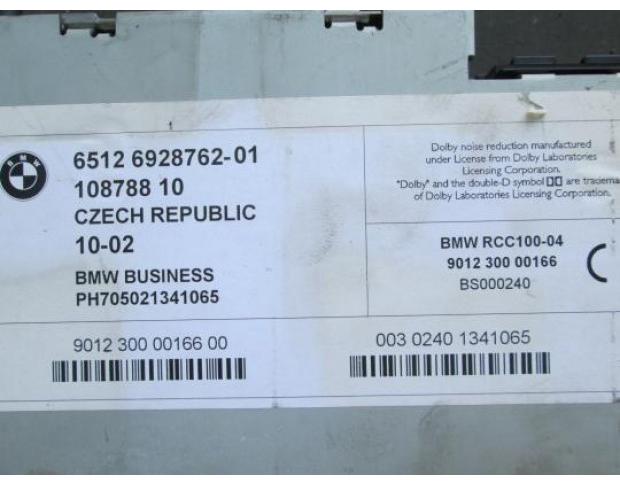 BMW
6512 6928762-01
108788 10
CZECH REPUBLIC
10-02
BMW BUSINESS
PH705021341065
Dolby noise reduction manufactured
under License from Dolby Laboratories
Licensing Corporation.
"Dolby" and the double-D symbol are
of Dolby Laboratories Licensing Corporation.
BMW RCC100-04
9012 300 00166
BS000240
9012 300 00166 00
003 0240 1341065